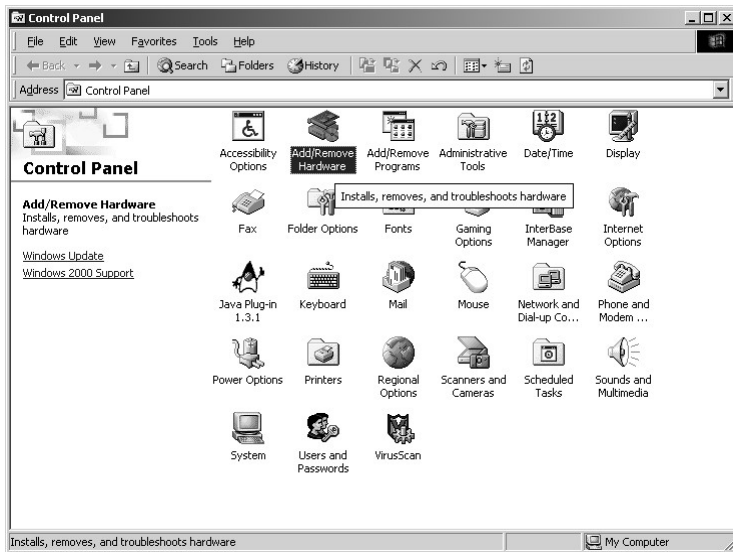 Control Panel
File Edit View Favorites Tools Help
Back Search Folders History
Address Control Panel
Control Panel
Add/Remove Hardware
Installs, removes, and troubleshoots
hardware
Windows Update
Windows 2000 Support
Accessibility
Options
Add/Remove
Hardware
Add/Remove
Programs
Administrative
Tools
12
Date/Time
Display
Installs, removes, and troubleshoots hardware
Fax
Folder Options
Fonts
Gaming
Options
InterBase
Manager
Internet
Options
Java Plug-in
1.3.1
Keyboard
Mail
Mouse
Network and
Dial-up Co...
Phone and
Modem ...
Power Options
Printers
Regional
Options
Scanners and
Cameras
Scheduled
Tasks
Sounds and
Multimedia
System
Users and
Passwords
VirusScan
Installs, removes, and troubleshoots hardware
My Computer